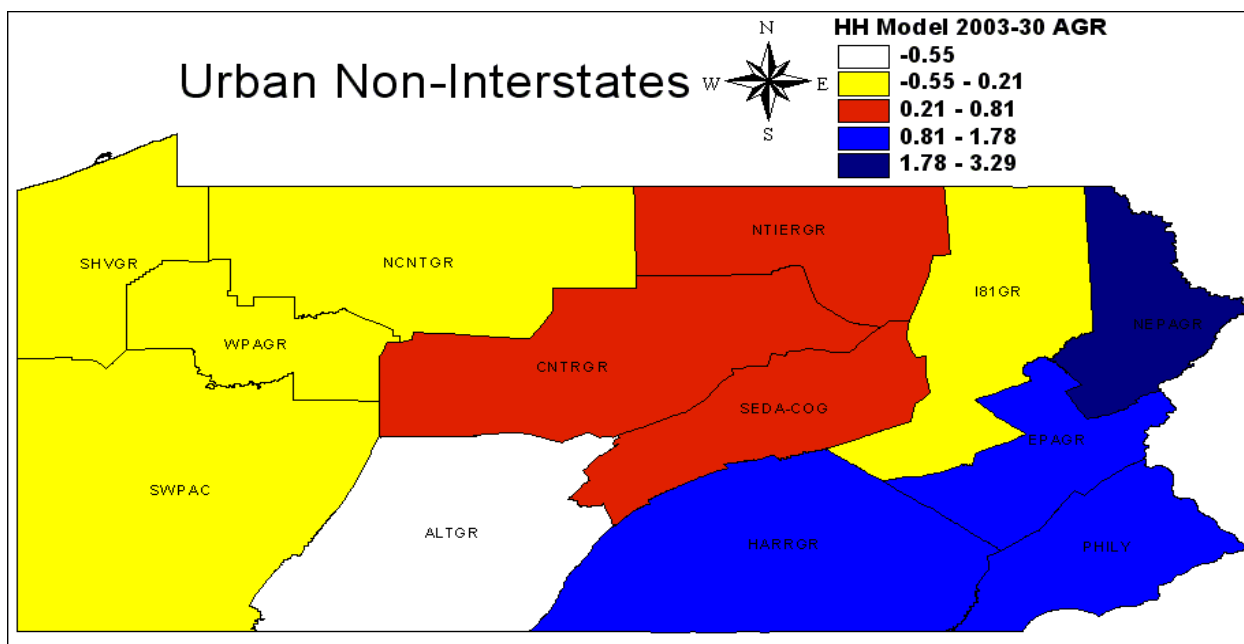 HH Model 2003-30 AGR
N
W
E
S
Urban Non-Interstates
-0.55
-0.55 - 0.21
0.21 - 0.81
0.81 - 1.78
1.78 - 3.29
NTIERGR
SHVGR
NCNTGR
I81GR
NEPAGR
WPAGR
CNTRGR
SEDA-COG
EPAGR
SWPAC
ALTGR
HARRGR
PHILY